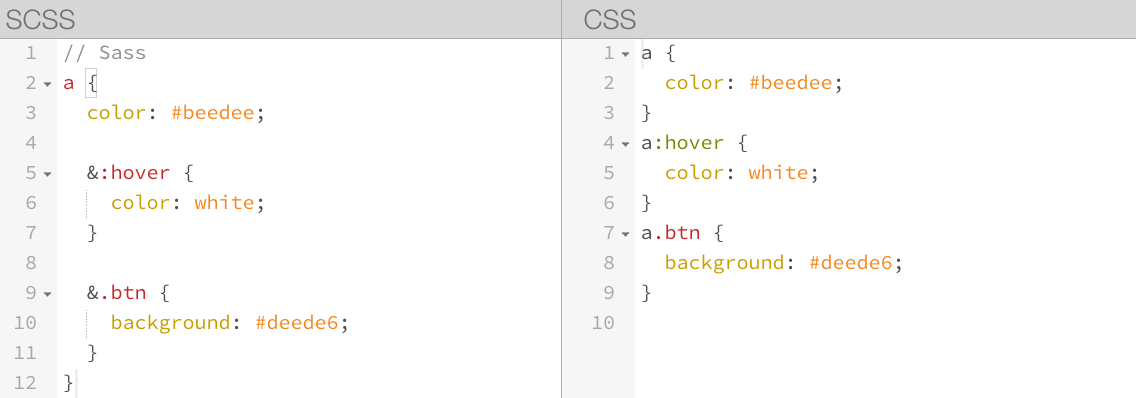 SCSS
1 // Sass
2 a {
3 color: #beedee;
4
5 &:hover {
6 color: white;
7 }
8
9 &.btn {
10 background: #deede6;
11 }
12 }
CSS
1 a {
2 color: #beedee;
3 }
4 a:hover {
5 color: white;
6 }
7 a.btn {
8 background: #deede6;
9 }
10